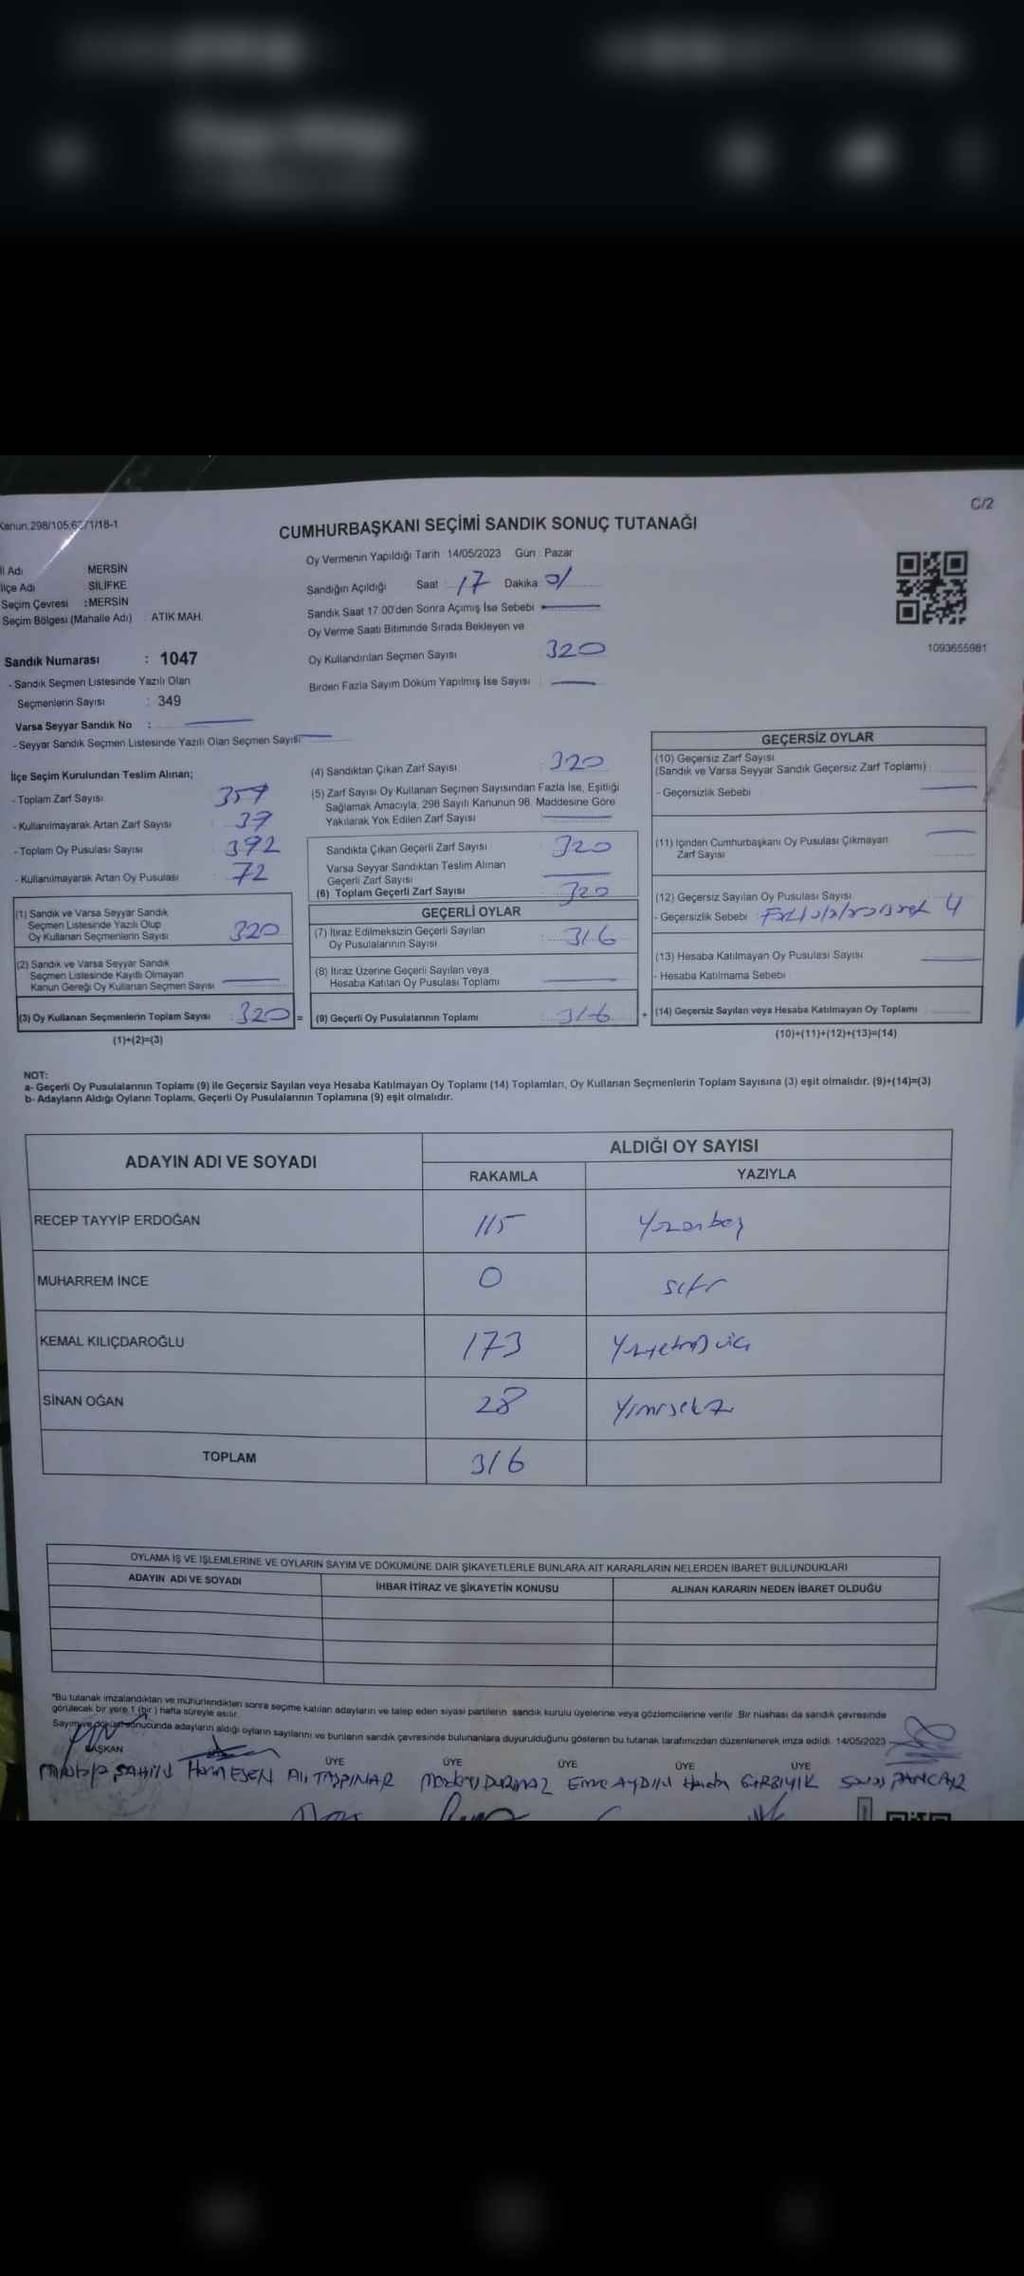 Kanun.298/105,62/1/18-1
C/2
CUMHURBAŞKANI SEÇİMİ SANDIK SONUÇ TUTANAĞI
İl Adı MERSİN
İlçe Adı SİLİFKE
Seçim Çevresi :MERSİN
Seçim Bölgesi (Mahalle Adı) ATIK MAH.
Oy Vermenin Yapıldığı Tarih 14/05/2023 Gün : Pazar
Sandığın Açıldığı Saat 17 Dakika 01
Sandık Saat 17.00'den Sonra Açımış İse Sebebi
Oy Verme Saati Bitiminde Sırada Bekleyen ve
Oy Kullandırılan Seçmen Sayısı 320
Birden Fazla Sayım Döküm Yapılmış İse Sayısı
1093655981
Sandık Numarası : 1047
- Sandık Seçmen Listesinde Yazılı Olan
Seçmenlerin Sayısı : 349
Varsa Seyyar Sandık No :
- Seyyar Sandık Seçmen Listesinde Yazılı Olan Seçmen Sayısı:
İlçe Seçim Kurulundan Teslim Alınan;
- Toplam Zarf Sayısı 357
- Kullanılmayarak Artan Zarf Sayısı 37
- Toplam Oy Pusulası Sayısı 392
- Kullanılmayarak Artan Oy Pusulası 72
(1) Sandık ve Varsa Seyyar Sandık
Seçmen Listesinde Yazılı Olup
Oy Kullanan Seçmenlerin Sayısı 320
(2) Sandık ve Varsa Seyyar Sandık
Seçmen Listesinde Kayıtlı Olmayan
Kanun Gereği Oy Kullanan Seçmen Sayısı
(3) Oy Kullanan Seçmenlerin Toplam Sayısı 320 =
(1)+(2)=(3)
(4) Sandıktan Çıkan Zarf Sayısı 320
(5) Zarf Sayısı Oy Kullanan Seçmen Sayısından Fazla İse, Eşitliği
Sağlamak Amacıyla, 298 Sayılı Kanunun 98. Maddesine Göre
Yakılarak Yok Edilen Zarf Sayısı
Sandıkta Çıkan Geçerli Zarf Sayısı 320
Varsa Seyyar Sandıktan Teslim Alınan
Geçerli Zarf Sayısı
(6) Toplam Geçerli Zarf Sayısı 320
GEÇERLİ OYLAR
(7) İtiraz Edilmeksizin Geçerli Sayılan
Oy Pusulalarının Sayısı 316
(8) İtiraz Üzerine Geçerli Sayılan veya
Hesaba Katılan Oy Pusulası Toplamı
(9) Geçerli Oy Pusulalarının Toplamı 316 +
GEÇERSİZ OYLAR
(10) Geçersiz Zarf Sayısı
(Sandık ve Varsa Seyyar Sandık Geçersiz Zarf Toplamı)
- Geçersizlik Sebebi
(11) İçinden Cumhurbaşkanı Oy Pusulası Çıkmayan
Zarf Sayısı
(12) Geçersiz Sayılan Oy Pusulası Sayısı
- Geçersizlik Sebebi 4
(13) Hesaba Katılmayan Oy Pusulası Sayısı
- Hesaba Katılmama Sebebi
(14) Geçersiz Sayılan veya Hesaba Katılmayan Oy Toplamı
(10)+(11)+(12)+(13)=(14)
NOT:
a- Geçerli Oy Pusulalarının Toplamı (9) ile Geçersiz Sayılan veya Hesaba Katılmayan Oy Toplamı (14) Toplamları, Oy Kullanan Seçmenlerin Toplam Sayısına (3) eşit olmalıdır. (9)+(14)=(3)
b- Adayların Aldığı Oyların Toplamı, Geçerli Oy Pusulalarının Toplamına (9) eşit olmalıdır.
ADAYIN ADI VE SOYADI
ALDIĞI OY SAYISI
RAKAMLA YAZIYLA
RECEP TAYYİP ERDOĞAN 115
MUHARREM İNCE 0 sıfır
KEMAL KILIÇDAROĞLU 173
SİNAN OĞAN 28
TOPLAM 316
OYLAMA İŞ VE İŞLEMLERİNE VE OYLARIN SAYIM VE DÖKÜMÜNE DAİR ŞİKAYETLERLE BUNLARA AİT KARARLARIN NELERDEN İBARET BULUNDUKLARI
ADAYIN ADI VE SOYADI İHBAR İTİRAZ VE ŞİKAYETİN KONUSU ALINAN KARARIN NEDEN İBARET OLDUĞU
*Bu tutanak imzalandıktan ve mühürlendikten sonra seçime katılan adayların ve talep eden siyasi partilerin sandık kurulu üyelerine veya gözlemcilerine verilir. Bir nüshası da sandık çevresinde
görülecek bir yere 1 (bir) hafta süreyle asılır.
Sayım ve döküm sonucunda adayların aldığı oyların sayılarını ve bunların sandık çevresinde bulunanlara duyurulduğunu gösteren bu tutanak tarafımızdan düzenlenerek imza edildi. 14/05/2023
BAŞKAN ÜYE ÜYE ÜYE ÜYE ÜYE
ŞAHİN ESEN Ali TAŞPINAR DURMAZ Emre AYDIN GIRBIYIK PANCAR